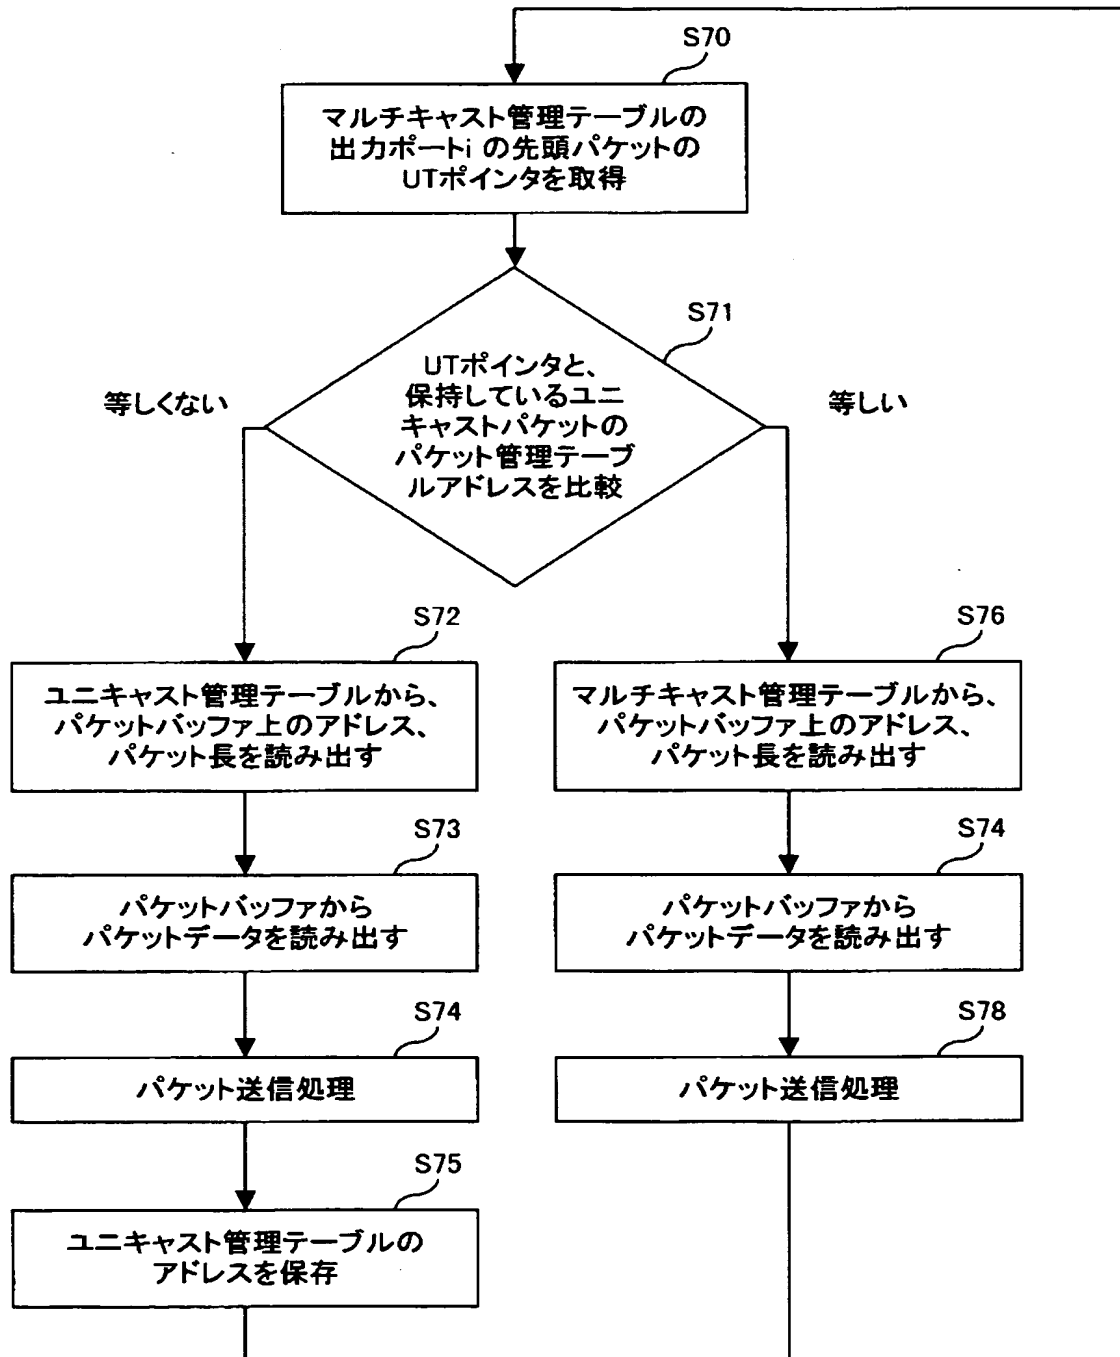 S70
マルチキャスト管理テーブルの
出力ポートi の先頭パケットの
UTポインタを取得
S71
UTポインタと、
保持しているユニ
キャストパケットの
パケット管理テーブ
ルアドレスを比較
等しくない
等しい
S72
ユニキャスト管理テーブルから、
パケットバッファ上のアドレス、
パケット長を読み出す
S73
パケットバッファから
パケットデータを読み出す
S74
パケット送信処理
S75
ユニキャスト管理テーブルの
アドレスを保存
S76
マルチキャスト管理テーブルから、
パケットバッファ上のアドレス、
パケット長を読み出す
S74
パケットバッファから
パケットデータを読み出す
S78
パケット送信処理